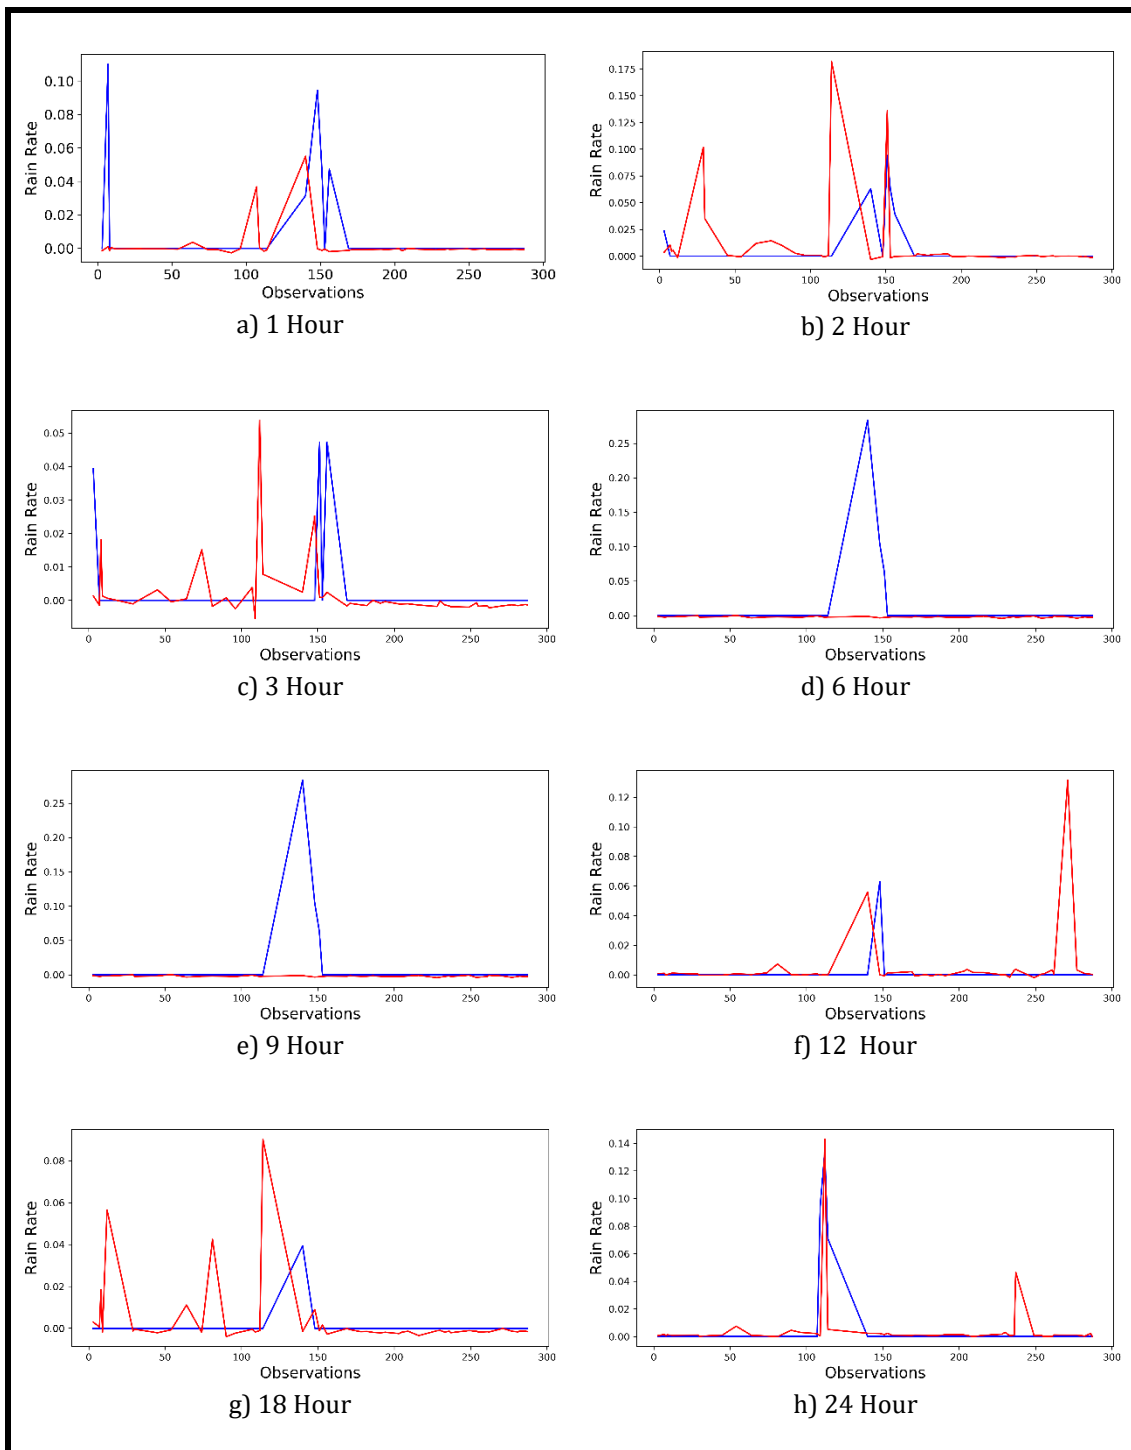 0.10
0.08
0.06
0.04
0.02
0.00
Rain Rate
0 50 100 150 200 250 300
Observations
a) 1 Hour
0.175
0.150
0.125
0.100
0.075
0.050
0.025
0.000
Rain Rate
0 50 100 150 200 250 300
Observations
b) 2 Hour
0.05
0.04
0.03
0.02
0.01
0.00
Rain Rate
0 50 100 150 200 250 300
Observations
c) 3 Hour
0.25
0.20
0.15
0.10
0.05
0.00
Rain Rate
0 50 100 150 200 250 300
Observations
d) 6 Hour
0.25
0.20
0.15
0.10
0.05
0.00
Rain Rate
0 50 100 150 200 250 300
Observations
e) 9 Hour
0.12
0.10
0.08
0.06
0.04
0.02
0.00
Rain Rate
0 50 100 150 200 250 300
Observations
f) 12 Hour
0.08
0.06
0.04
0.02
0.00
Rain Rate
0 50 100 150 200 250 300
Observations
g) 18 Hour
0.14
0.12
0.10
0.08
0.06
0.04
0.02
0.00
Rain Rate
0 50 100 150 200 250 300
Observations
h) 24 Hour